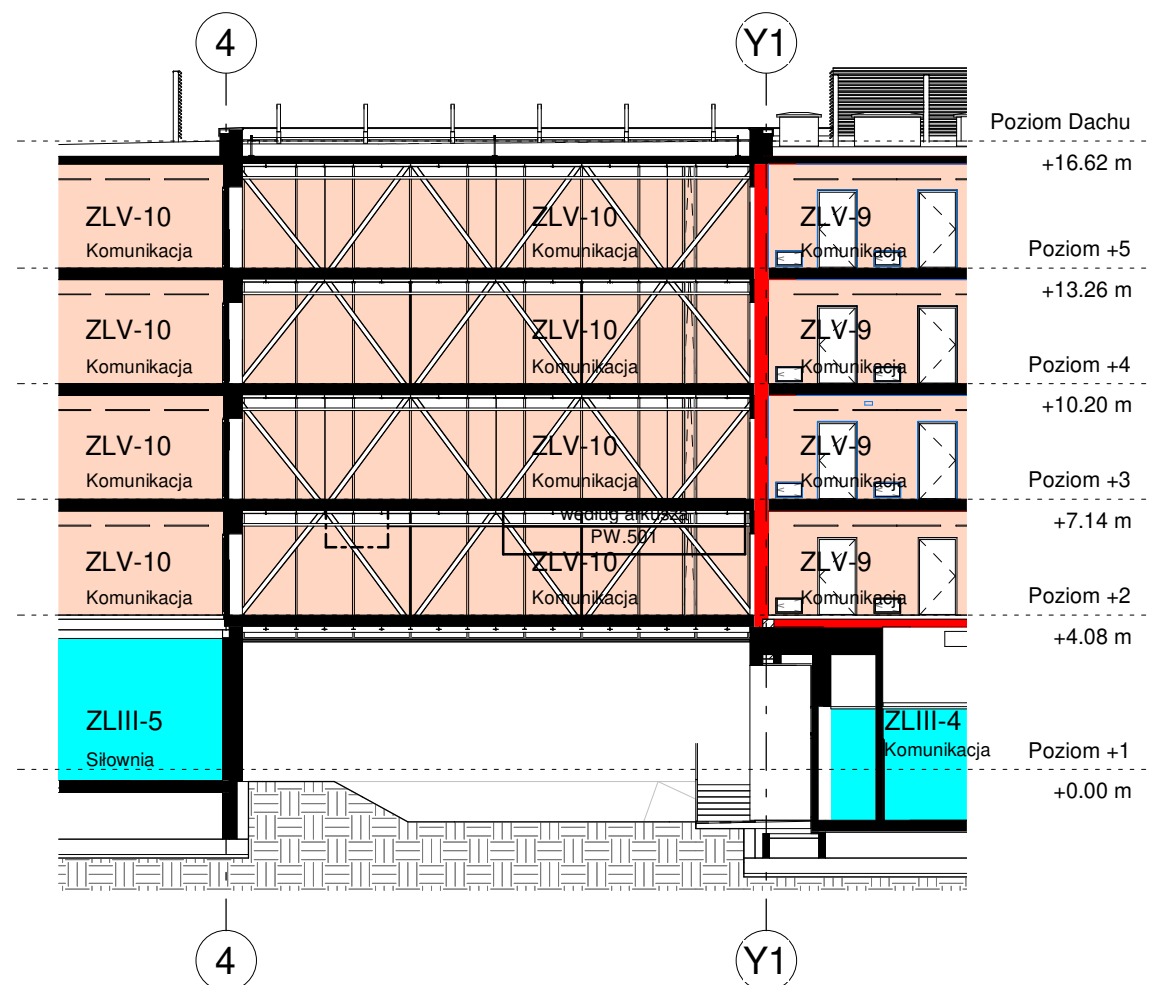 4
Y1
Poziom Dachu
+16.62 m
ZLV-10
Komunikacja
ZLV-10
Komunikacja
ZLV-9
Komunikacja
Poziom +5
+13.26 m
ZLV-10
Komunikacja
ZLV-10
Komunikacja
ZLV-9
Komunikacja
Poziom +4
+10.20 m
ZLV-10
Komunikacja
ZLV-10
Komunikacja
ZLV-9
Komunikacja
Poziom +3
+7.14 m
według arkusza
PW.501
ZLV-10
Komunikacja
ZLV-10
Komunikacja
ZLV-9
Komunikacja
Poziom +2
+4.08 m
ZLIII-5
Siłownia
ZLIII-4
Komunikacja
Poziom +1
+0.00 m
4
Y1